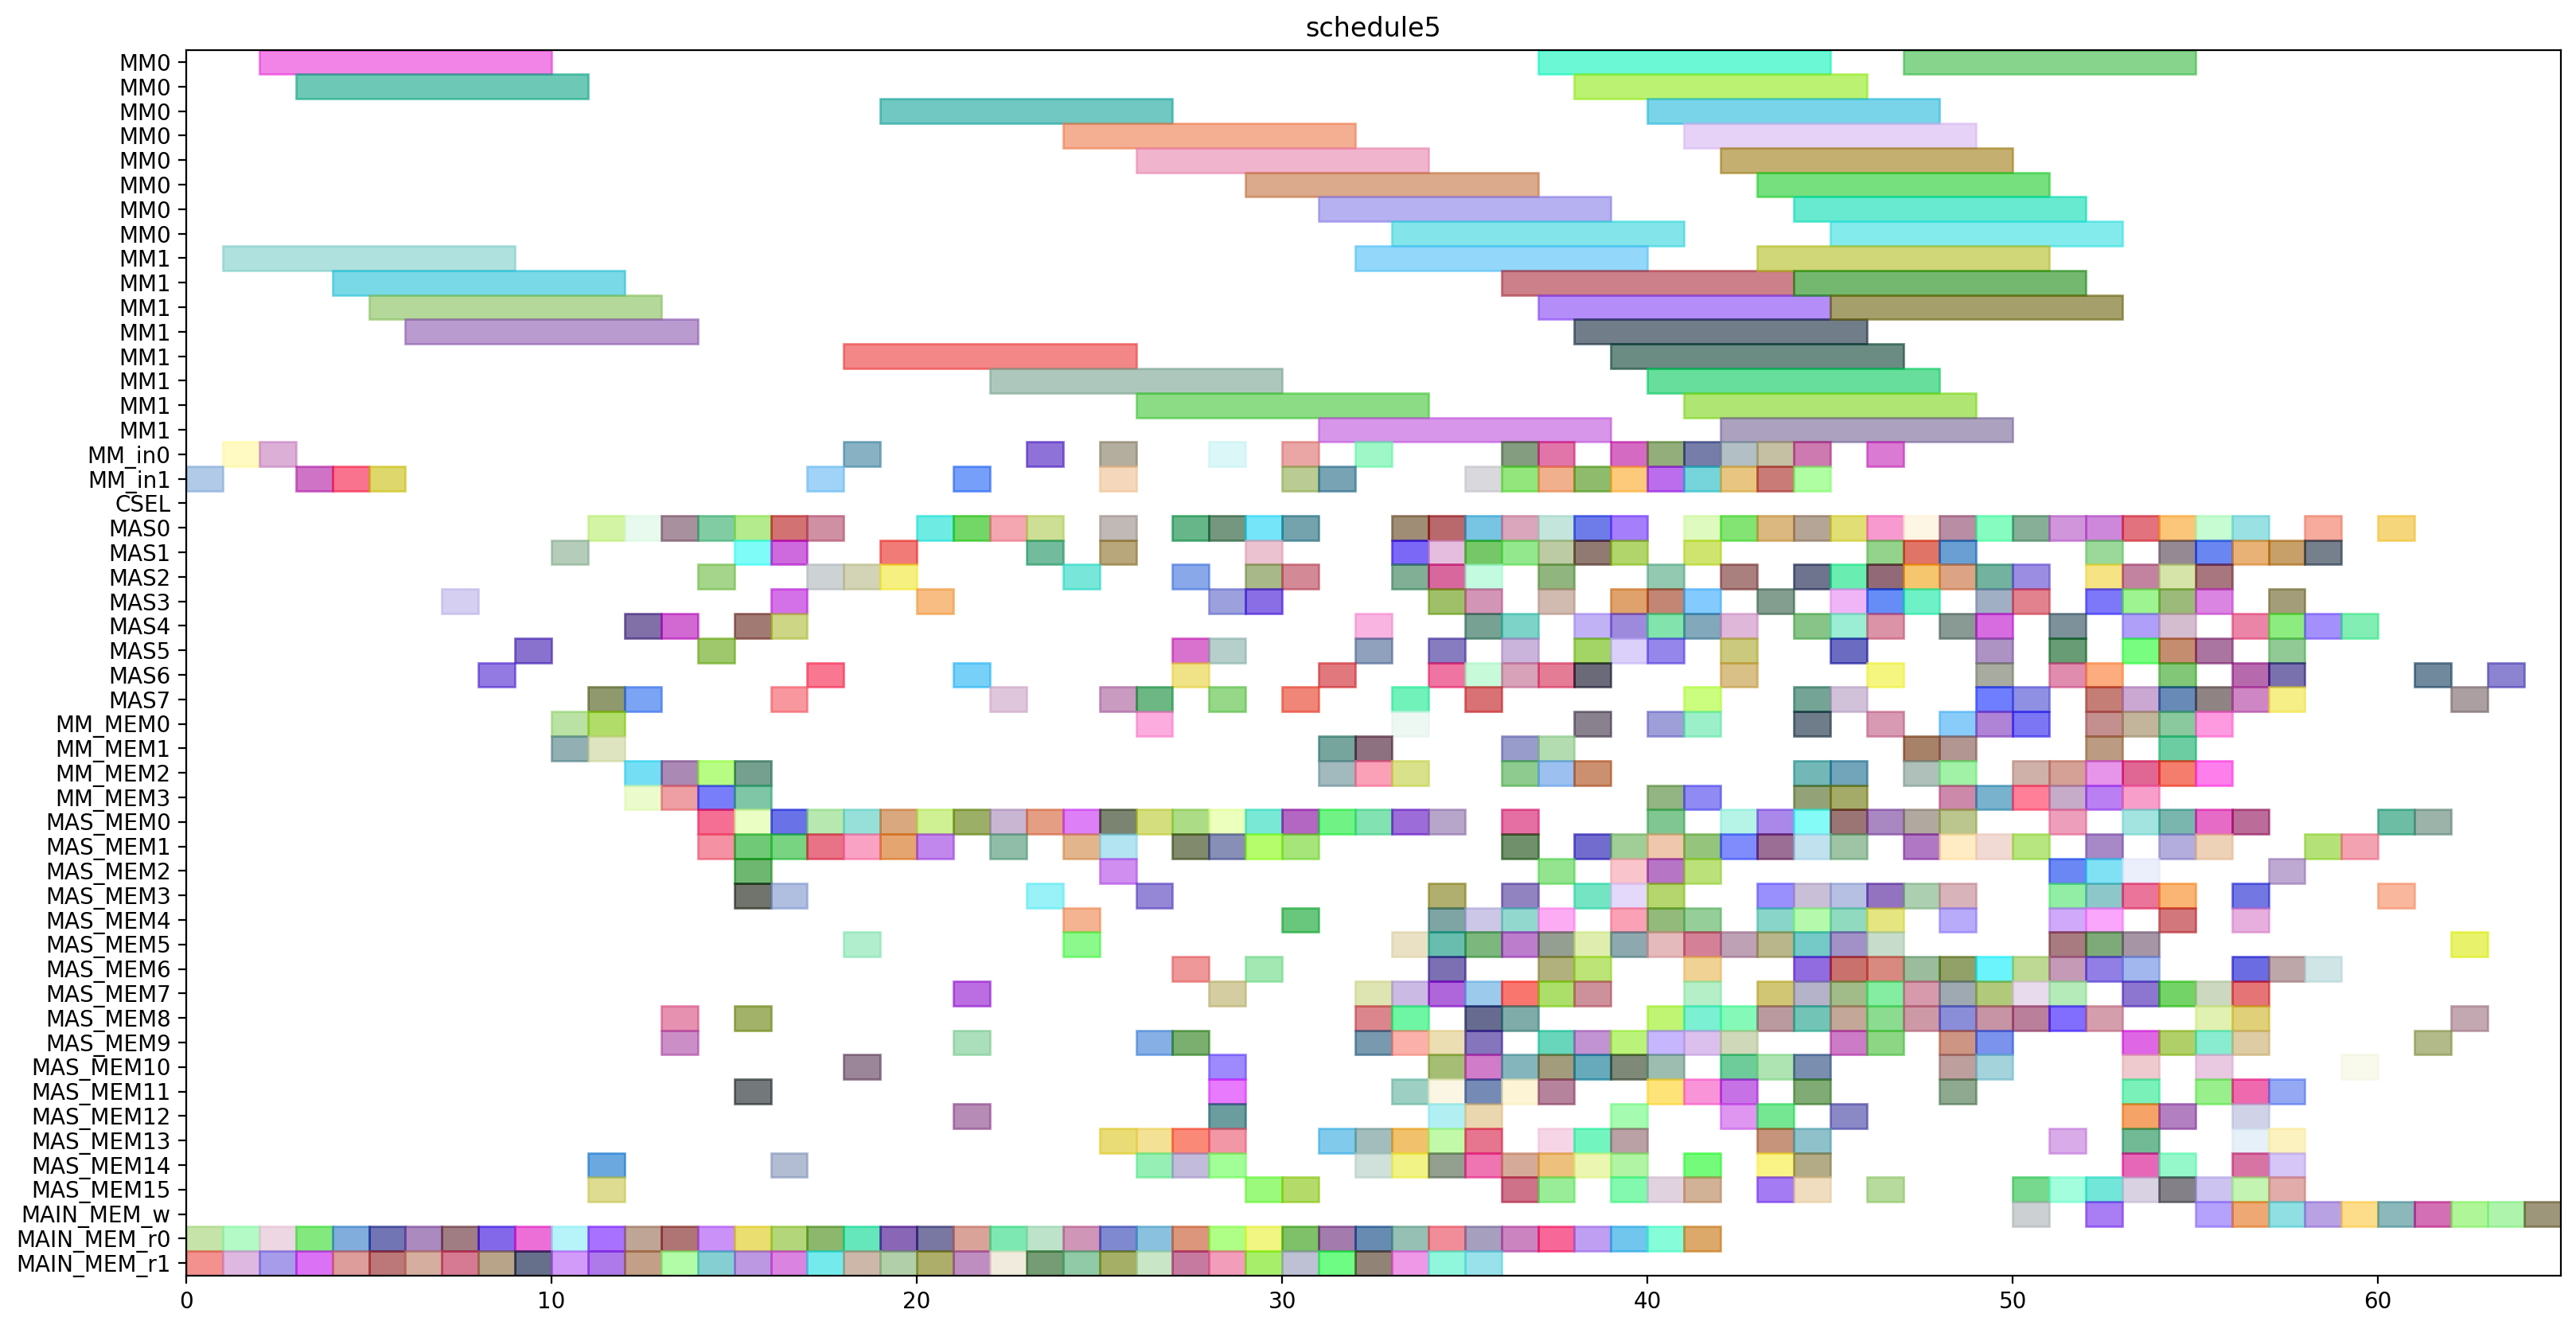 schedule5
MM0
MM0
MM0
MM0
MM0
MM0
MM0
MM0
MM1
MM1
MM1
MM1
MM1
MM1
MM1
MM1
MM_in0
MM_in1
CSEL
MAS0
MAS1
MAS2
MAS3
MAS4
MAS5
MAS6
MAS7
MM_MEM0
MM_MEM1
MM_MEM2
MM_MEM3
MAS_MEM0
MAS_MEM1
MAS_MEM2
MAS_MEM3
MAS_MEM4
MAS_MEM5
MAS_MEM6
MAS_MEM7
MAS_MEM8
MAS_MEM9
MAS_MEM10
MAS_MEM11
MAS_MEM12
MAS_MEM13
MAS_MEM14
MAS_MEM15
MAIN_MEM_w
MAIN_MEM_r0
MAIN_MEM_r1
0 10 20 30 40 50 60